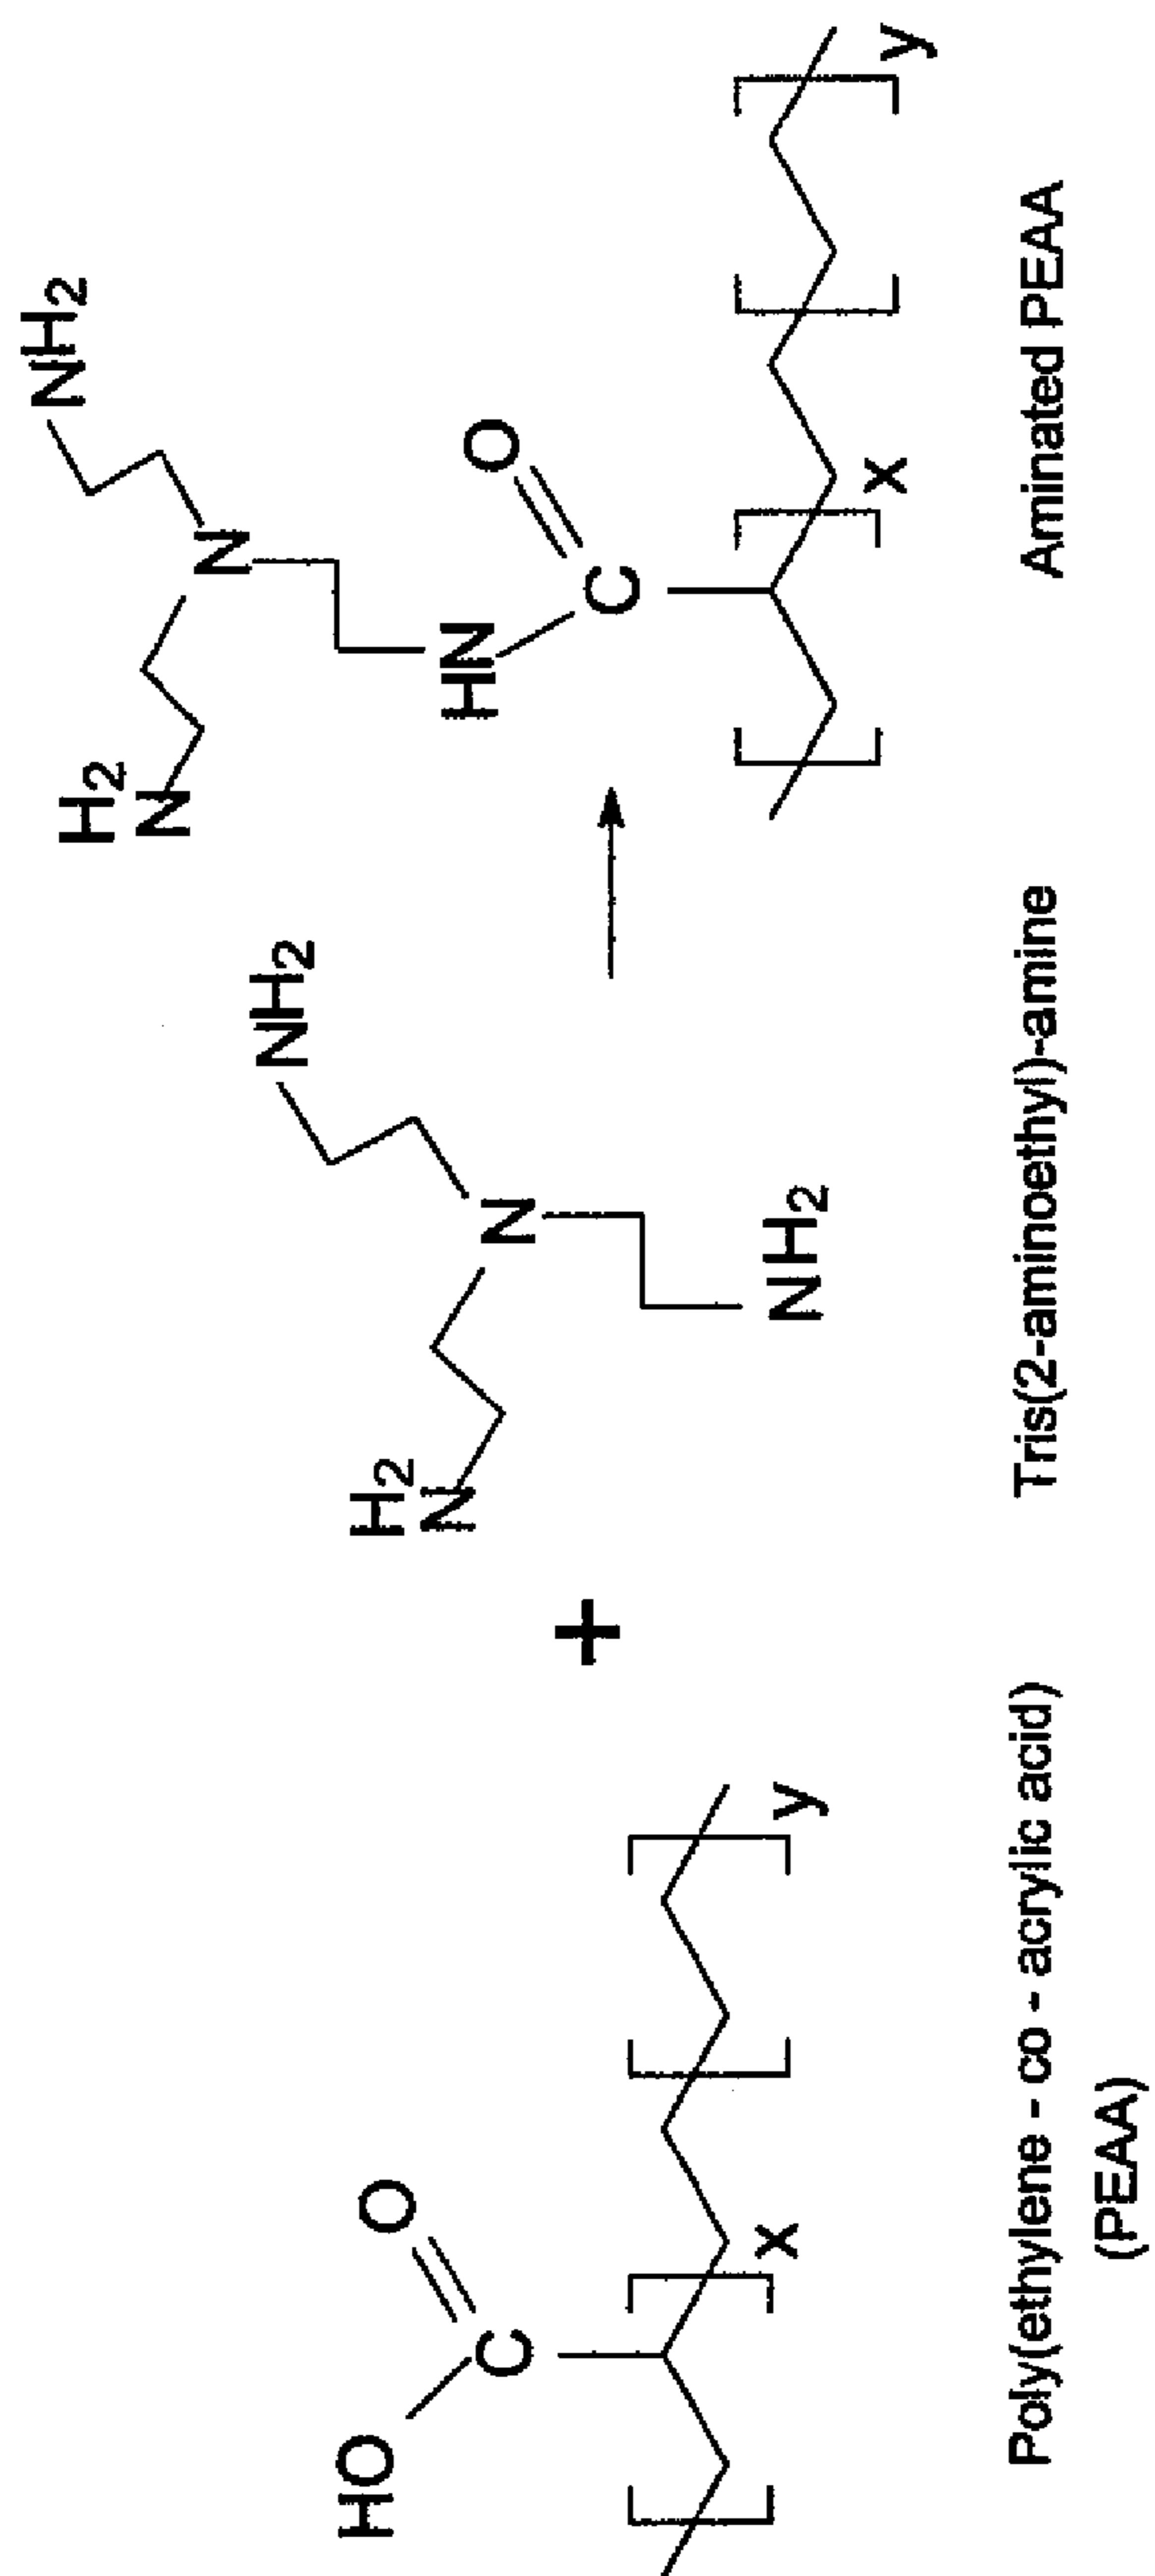 HO
O
C
x
y
+
H2
N
NH2
N
NH2
H2
N
NH2
N
HN
O
C
x
y
Poly(ethylene - co - acrylic acid)
(PEAA)
Tris(2-aminoethyl)-amine
Aminated PEAA